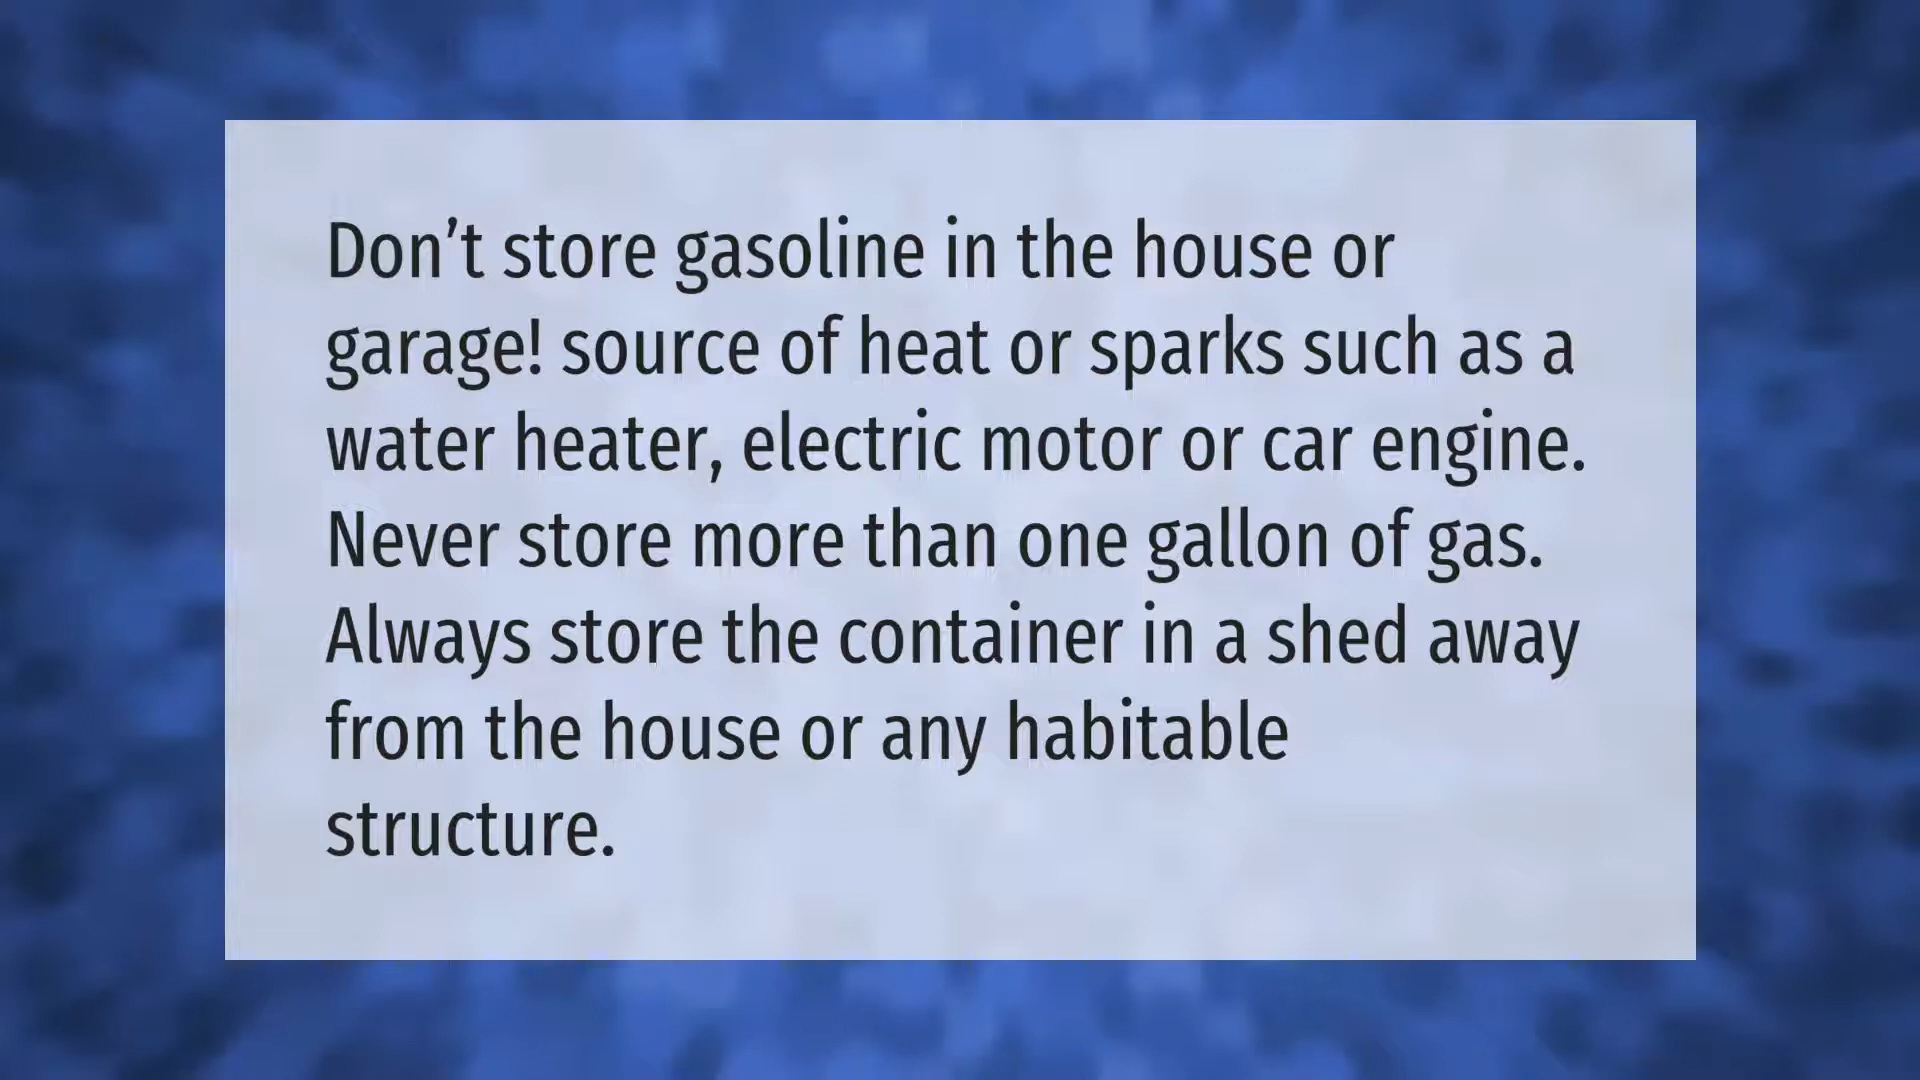 Don’t store gasoline in the house or
garage! source of heat or sparks such as a
water heater, electric motor or car engine.
Never store more than one gallon of gas.
Always store the container in a shed away
from the house or any habitable
structure.